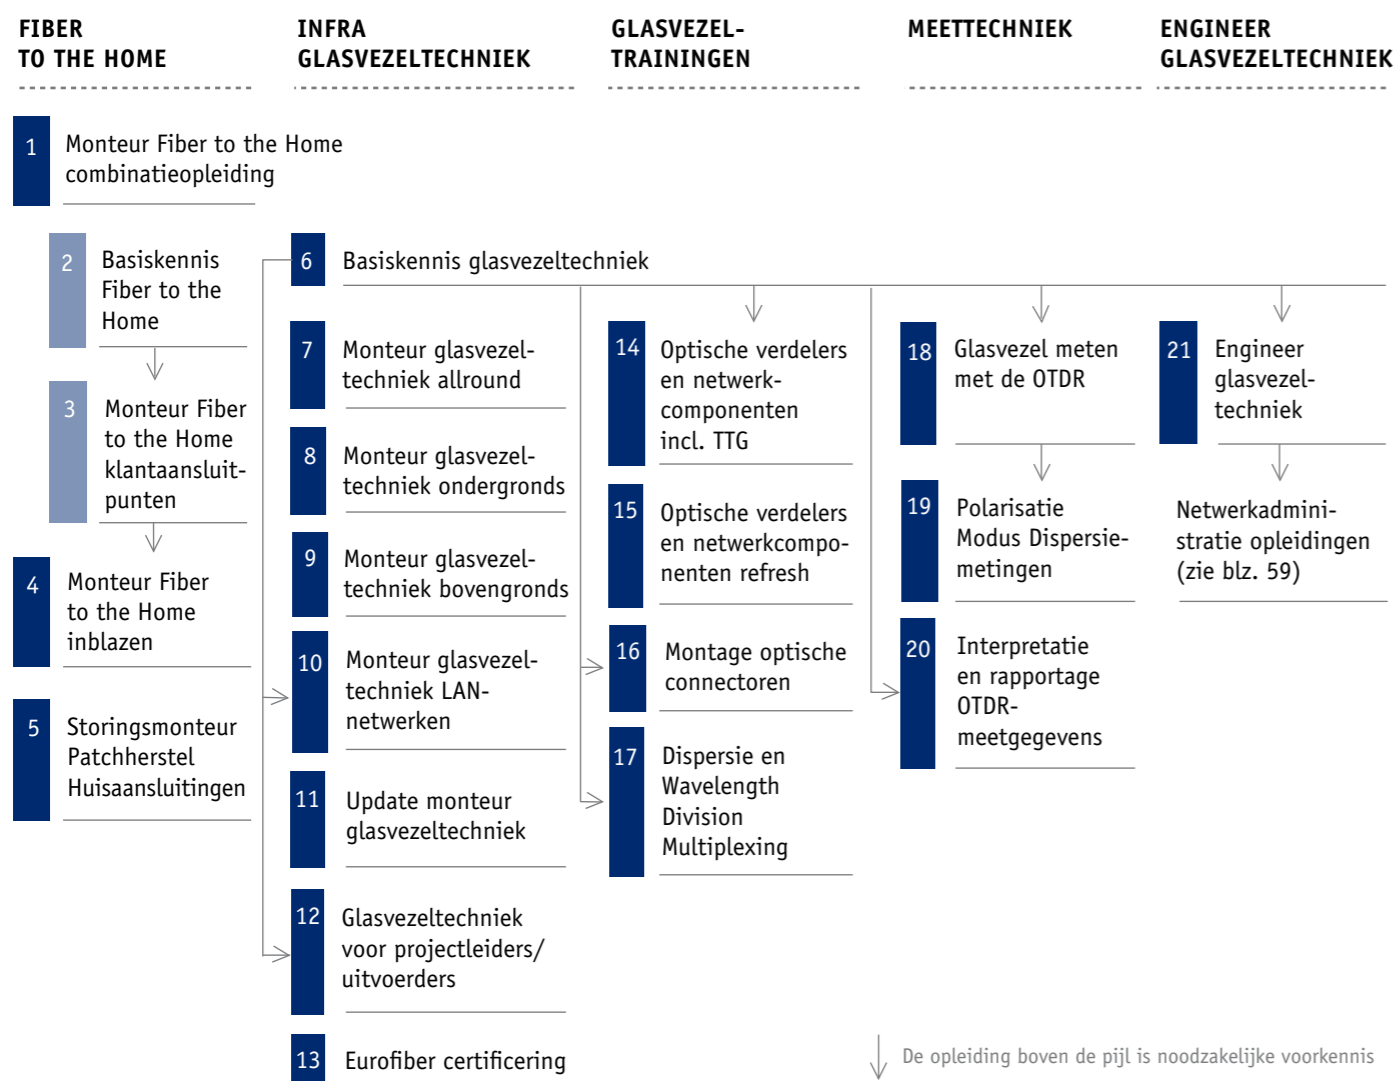 FIBER
TO THE HOME
INFRA
GLASVEZELTECHNIEK
GLASVEZEL-
TRAININGEN
MEETTECHNIEK
ENGINEER
GLASVEZELTECHNIEK
1
Monteur Fiber to the Home
combinatieopleiding
2
Basiskennis
Fiber to the
Home
3
Monteur Fiber
to the Home
klantaansluit-
punten
4
Monteur Fiber
to the Home
inblazen
5
Storingsmonteur
Patchherstel
Huisaansluitingen
6
Basiskennis glasvezeltechniek
7
Monteur glasvezel-
techniek allround
8
Monteur glasvezel-
techniek ondergronds
9
Monteur glasvezel-
techniek bovengronds
10
Monteur glasvezel-
techniek LAN-
netwerken
11
Update monteur
glasvezeltechniek
12
Glasvezeltechniek
voor projectleiders/
uitvoerders
13
Eurofiber certificering
14
Optische verdelers
en netwerk-
componenten
incl. TTG
15
Optische verdelers
en netwerkcompo-
nenten refresh
16
Montage optische
connectoren
17
Dispersie en
Wavelength
Division
Multiplexing
18
Glasvezel meten
met de OTDR
19
Polarisatie
Modus Dispersie-
metingen
20
Interpretatie
en rapportage
OTDR-
meetgegevens
21
Engineer
glasvezel-
techniek
Netwerkadmini-
stratie opleidingen
(zie blz. 59)
De opleiding boven de pijl is noodzakelijke voorkennis